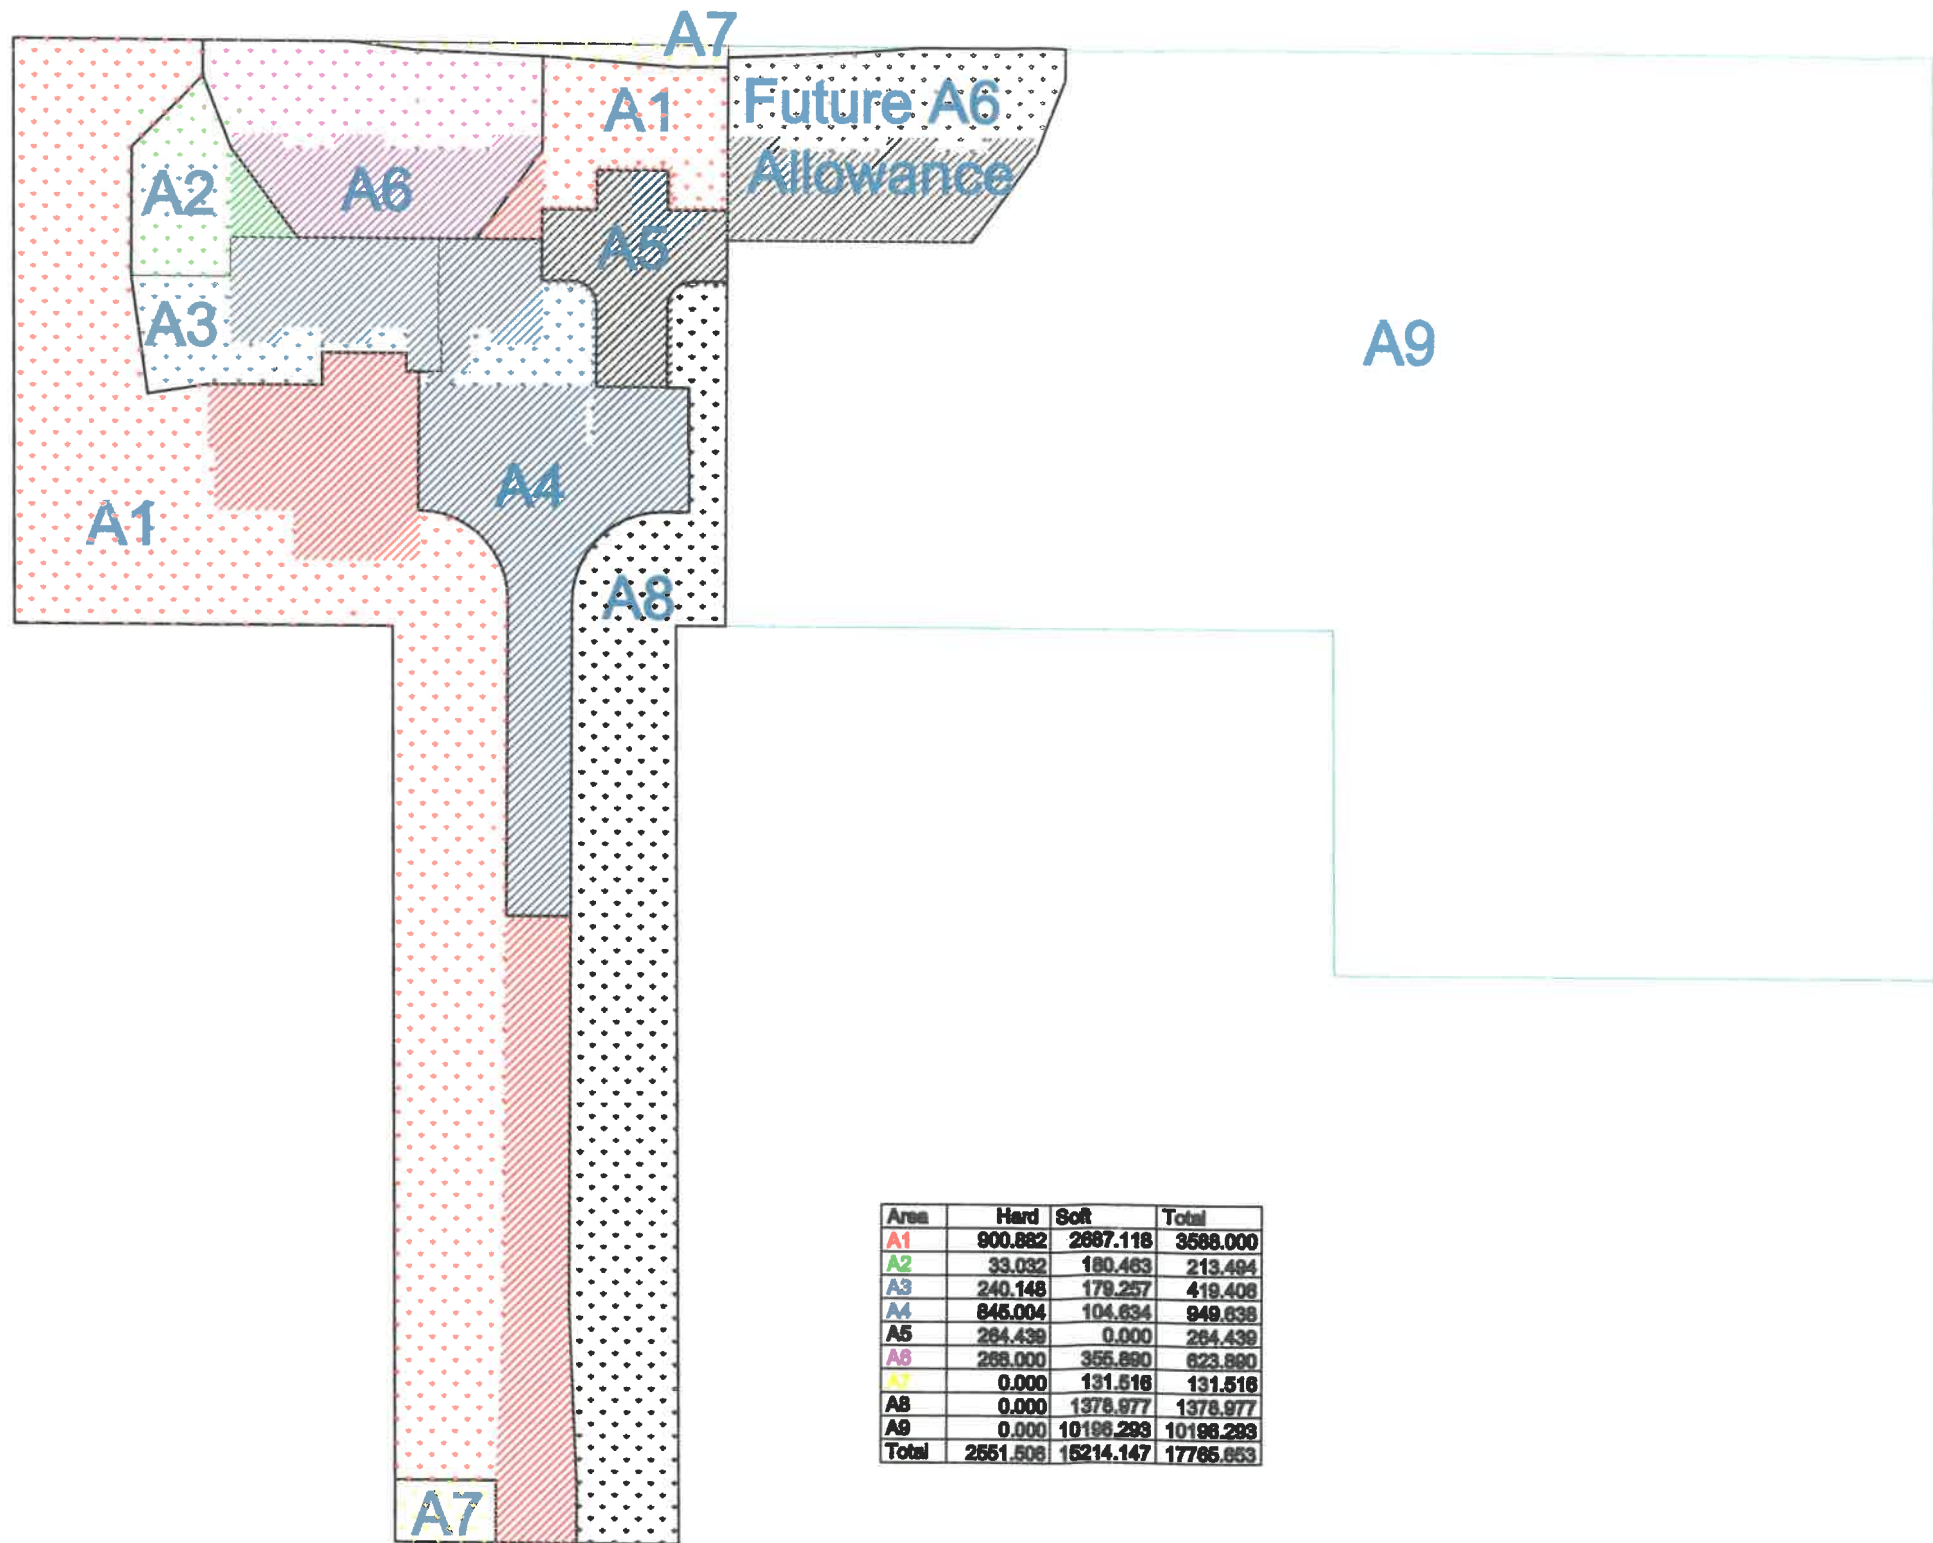 A7
A1
Future A6
Allowance
A2
A6
A5
A3
A9
A4
A1
A8
A7
Area Hard Soft Total
A1 900.882 2687.118 3588.000
A2 33.032 180.463 213.494
A3 240.148 179.257 419.406
A4 845.004 104.634 949.638
A5 264.439 0.000 264.439
A6 268.000 355.890 623.890
A7 0.000 131.516 131.516
A8 0.000 1378.977 1378.977
A9 0.000 10196.293 10196.293
Total 2551.506 15214.147 17765.653